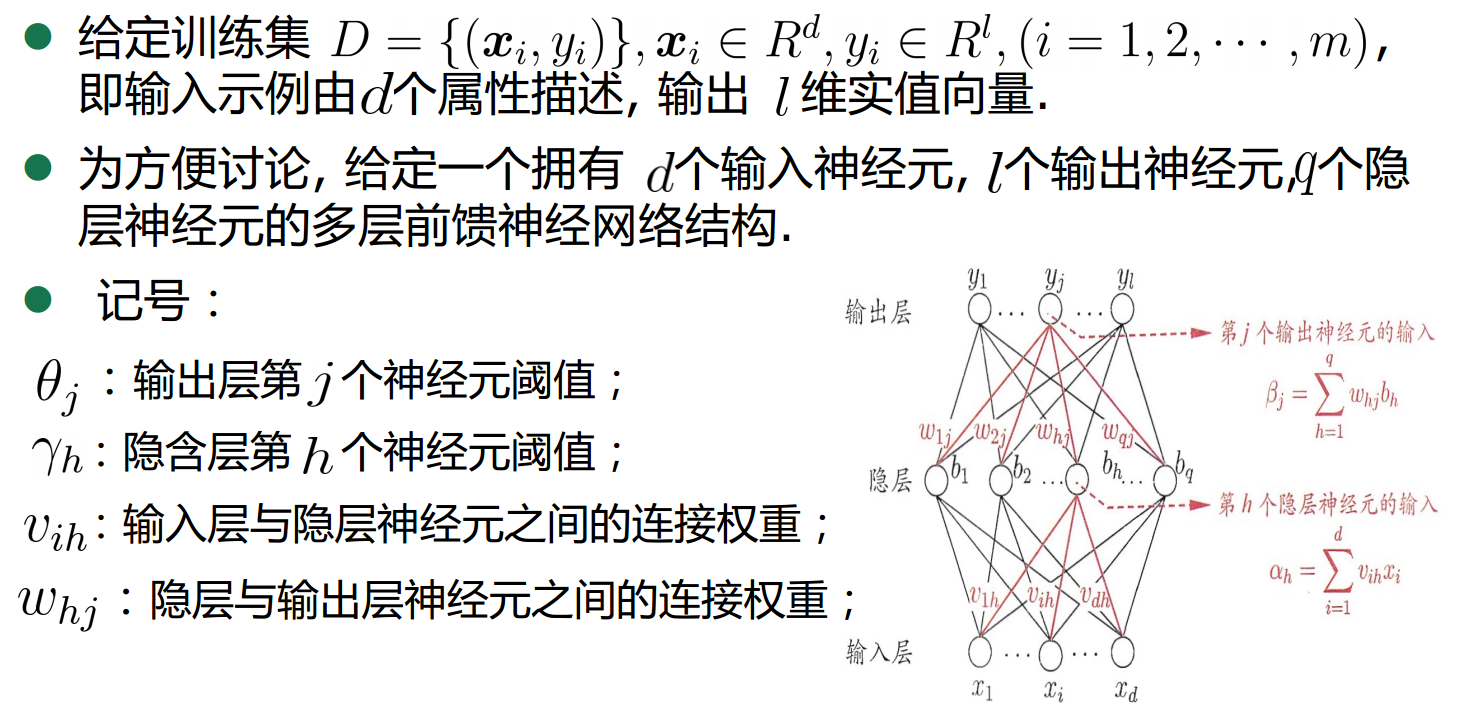 ● 给定训练集 $D = \{(\boldsymbol{x}_i, y_i)\}, \boldsymbol{x}_i \in R^d, y_i \in R^l, (i = 1, 2, \cdots, m)$,
即输入示例由$d$个属性描述, 输出 $l$ 维实值向量.
● 为方便讨论, 给定一个拥有 $d$个输入神经元, $l$个输出神经元,$q$个隐
层神经元的多层前馈神经网络结构.
● 记号：
$\theta_j$ ：输出层第 $j$ 个神经元阈值；
$\gamma_h$：隐含层第 $h$ 个神经元阈值；
$v_{ih}$：输入层与隐层神经元之间的连接权重；
$w_{hj}$ ：隐层与输出层神经元之间的连接权重；
$y_1$ $y_j$ $y_l$
输出层 ... ...
第 $j$ 个输出神经元的输入
$\beta_j = \sum_{h=1}^{q} w_{hj} b_h$
$w_{1j}$ $w_{2j}$ $w_{hj}$ $w_{qj}$
隐层 $b_1$ $b_2$ ... $b_h$ ... $b_q$
第 $h$ 个隐层神经元的输入
$\alpha_h = \sum_{i=1}^{d} v_{ih} x_i$
$v_{1h}$ $v_{ih}$ $v_{dh}$
输入层 ... ...
$x_1$ $x_i$ $x_d$